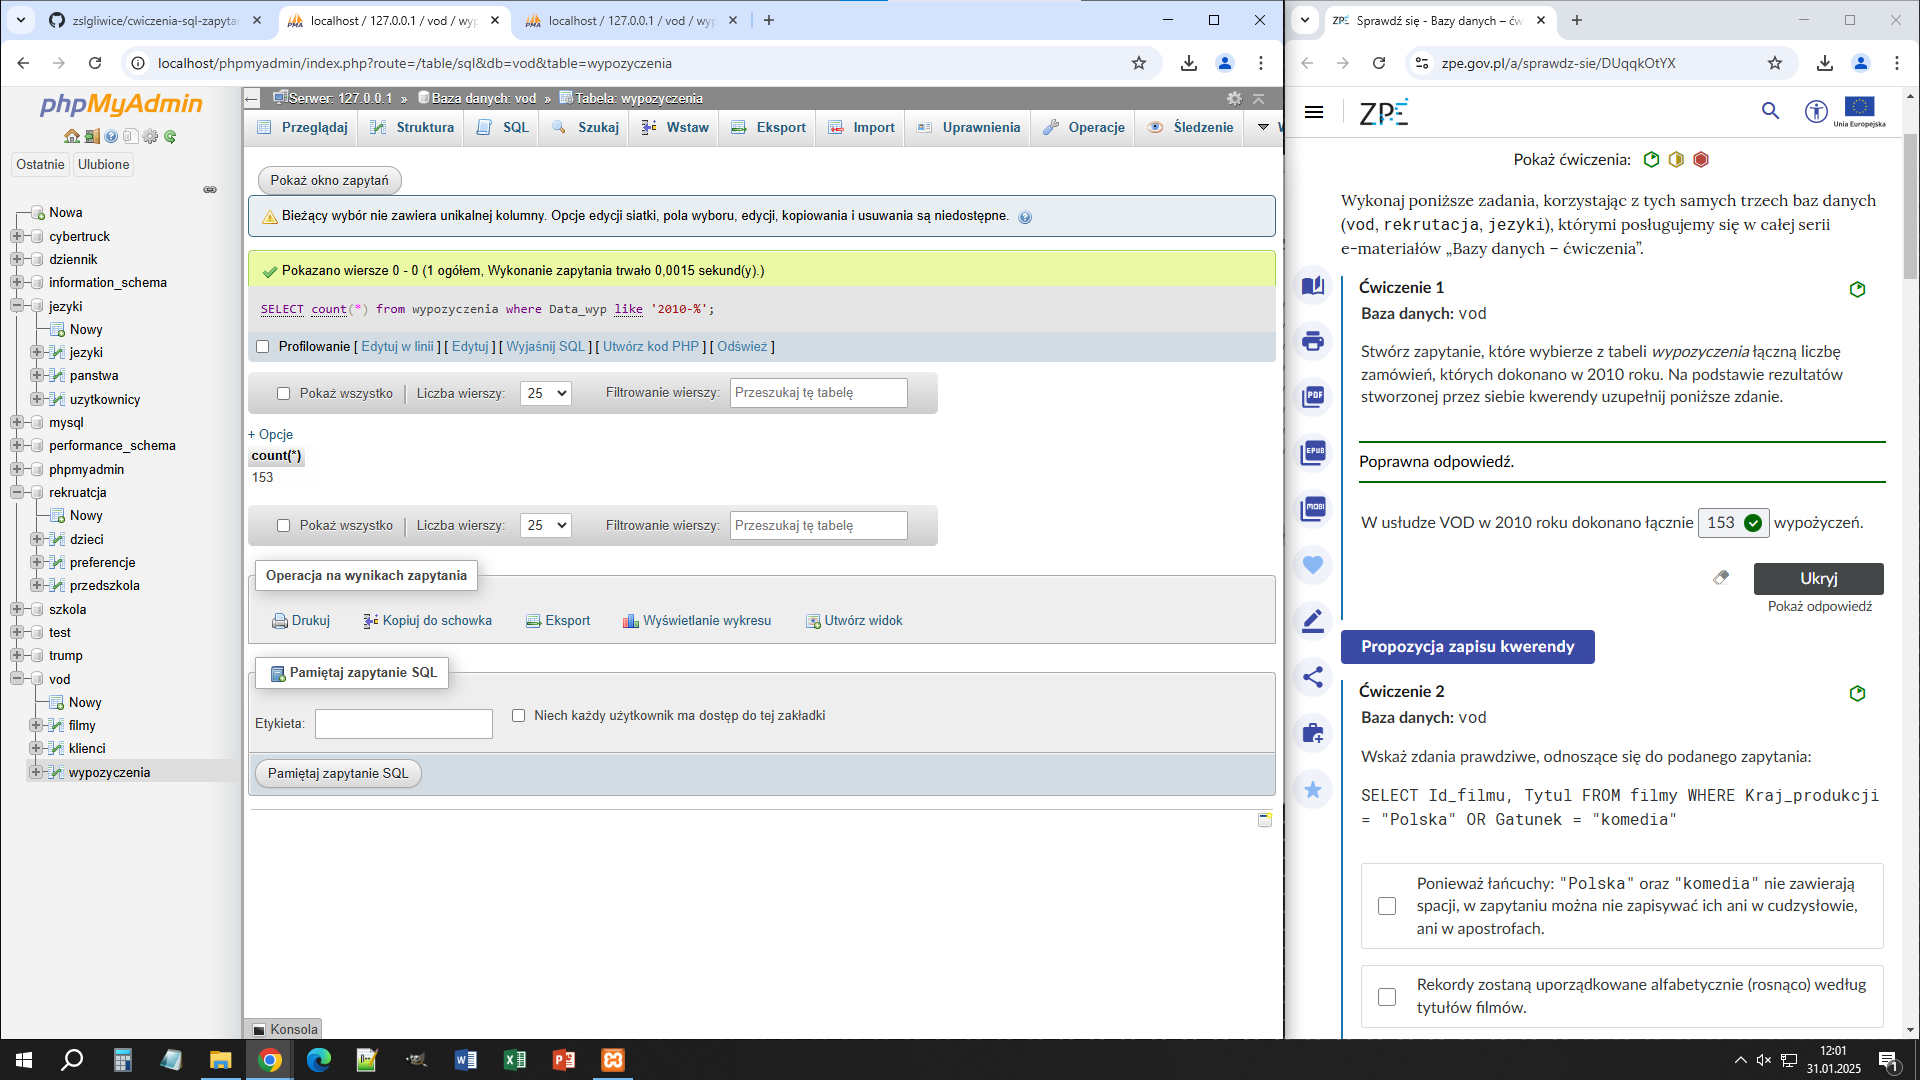 zslgliwice/cwiczenia-sql-zapyta
localhost / 127.0.0.1 / vod / wyp
localhost / 127.0.0.1 / vod / wyp
localhost/phpmyadmin/index.php?route=/table/sql&db=vod&table=wypozyczenia
phpMyAdmin
Ostatnie
Ulubione
Nowa
cybertruck
dziennik
information_schema
jezyki
Nowy
jezyki
panstwa
uzytkownicy
mysql
performance_schema
phpmyadmin
rekruatcja
Nowy
dzieci
preferencje
przedszkola
szkola
test
trump
vod
Nowy
filmy
klienci
wypozyczenia
Serwer: 127.0.0.1 » Baza danych: vod » Tabela: wypozyczenia
Przeglądaj
Struktura
SQL
Szukaj
Wstaw
Eksport
Import
Uprawnienia
Operacje
Śledzenie
Pokaż okno zapytań
Bieżący wybór nie zawiera unikalnej kolumny. Opcje edycji siatki, pola wyboru, edycji, kopiowania i usuwania są niedostępne.
Pokazano wiersze 0 - 0 (1 ogółem, Wykonanie zapytania trwało 0,0015 sekund(y).)
SELECT count(*) from wypozyczenia where Data_wyp like '2010-%';
Profilowanie [ Edytuj w linii ] [ Edytuj ] [ Wyjaśnij SQL ] [ Utwórz kod PHP ] [ Odśwież ]
Pokaż wszystko
Liczba wierszy:
25
Filtrowanie wierszy:
Przeszukaj tę tabelę
+ Opcje
count(*)
153
Pokaż wszystko
Liczba wierszy:
25
Filtrowanie wierszy:
Przeszukaj tę tabelę
Operacja na wynikach zapytania
Drukuj
Kopiuj do schowka
Eksport
Wyświetlanie wykresu
Utwórz widok
Pamiętaj zapytanie SQL
Etykieta:
Niech każdy użytkownik ma dostęp do tej zakładki
Pamiętaj zapytanie SQL
Konsola
ZPE Sprawdź się - Bazy danych – ćw
zpe.gov.pl/a/sprawdz-sie/DUqqkOtYX
ZPE
Unia Europejska
Pokaż ćwiczenia:
Wykonaj poniższe zadania, korzystając z tych samych trzech baz danych
(vod, rekrutacja, jezyki), którymi posługujemy się w całej serii
e-materiałów „Bazy danych – ćwiczenia”.
Ćwiczenie 1
Baza danych: vod
Stwórz zapytanie, które wybierze z tabeli wypozyczenia łączną liczbę
zamówień, których dokonano w 2010 roku. Na podstawie rezultatów
stworzonej przez siebie kwerendy uzupełnij poniższe zdanie.
Poprawna odpowiedź.
W usłudze VOD w 2010 roku dokonano łącznie 153 wypożyczeń.
Ukryj
Pokaż odpowiedź
Propozycja zapisu kwerendy
Ćwiczenie 2
Baza danych: vod
Wskaż zdania prawdziwe, odnoszące się do podanego zapytania:
SELECT Id_filmu, Tytul FROM filmy WHERE Kraj_produkcji
= "Polska" OR Gatunek = "komedia"
Ponieważ łańcuchy: "Polska" oraz "komedia" nie zawierają
spacji, w zapytaniu można nie zapisywać ich ani w cudzysłowie,
ani w apostrofach.
Rekordy zostaną uporządkowane alfabetycznie (rosnąco) według
tytułów filmów.
PDF
EPUB
MOBI
12:01
31.01.2025
1